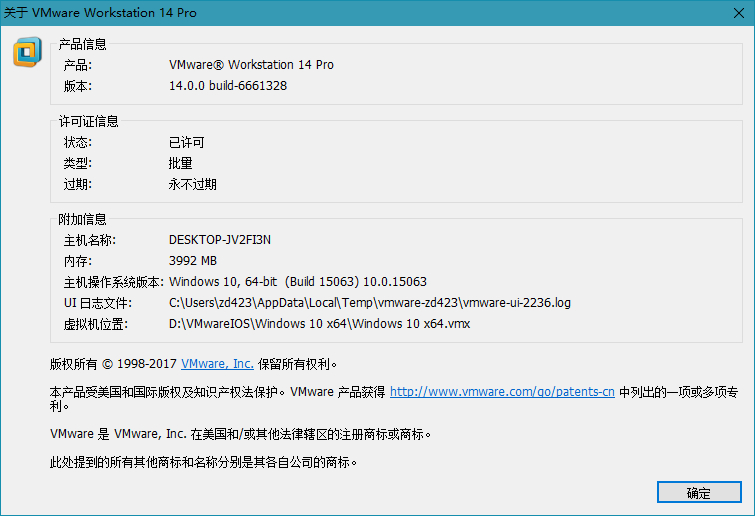 关于 VMware Workstation 14 Pro
产品信息
产品: VMware® Workstation 14 Pro
版本: 14.0.0 build-6661328
许可证信息
状态: 已许可
类型: 批量
过期: 永不过期
附加信息
主机名称: DESKTOP-JV2FI3N
内存: 3992 MB
主机操作系统版本: Windows 10, 64-bit (Build 15063) 10.0.15063
UI 日志文件: C:\Users\zd423\AppData\Local\Temp\vmware-zd423\vmware-ui-2236.log
虚拟机位置: D:\VMwareIOS\Windows 10 x64\Windows 10 x64.vmx
版权所有 © 1998-2017 VMware, Inc. 保留所有权利。
本产品受美国和国际版权及知识产权法保护。VMware 产品获得 http://www.vmware.com/go/patents-cn 中列出的一项或多项专
利。
VMware 是 VMware, Inc. 在美国和/或其他法律辖区的注册商标或商标。
此处提到的所有其他商标和名称分别是其各自公司的商标。
确定